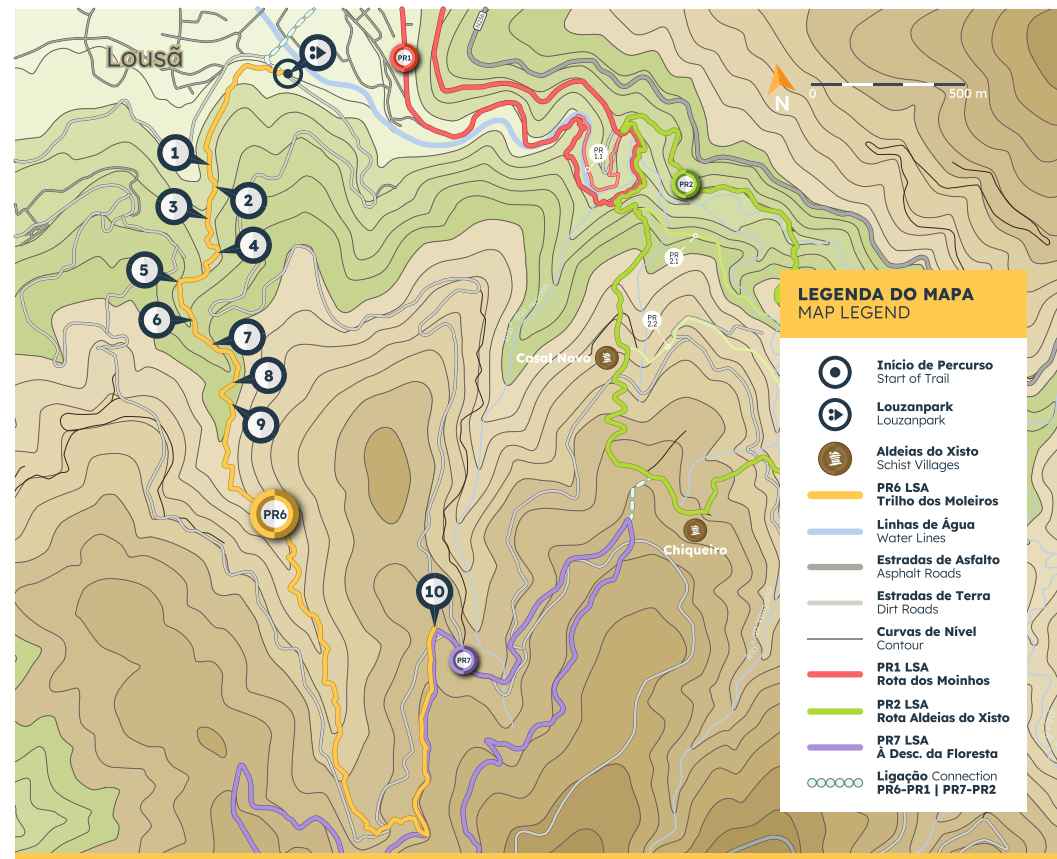 Lousã
N236
PR1
N
0
500 m
1
2
3
4
5
6
7
8
9
10
PR
1.1
PR2
PR
2.1
PR
2.2
Casal Novo
PR6
Chiqueiro
PR7
LEGENDA DO MAPA
MAP LEGEND
Início de Percurso
Start of Trail
Louzanpark
Louzanpark
Aldeias do Xisto
Schist Villages
PR6 LSA
Trilho dos Moleiros
Linhas de Água
Water Lines
Estradas de Asfalto
Asphalt Roads
Estradas de Terra
Dirt Roads
Curvas de Nível
Contour
PR1 LSA
Rota dos Moinhos
PR2 LSA
Rota Aldeias do Xisto
PR7 LSA
À Desc. da Floresta
Ligação Connection
PR6-PR1 | PR7-PR2